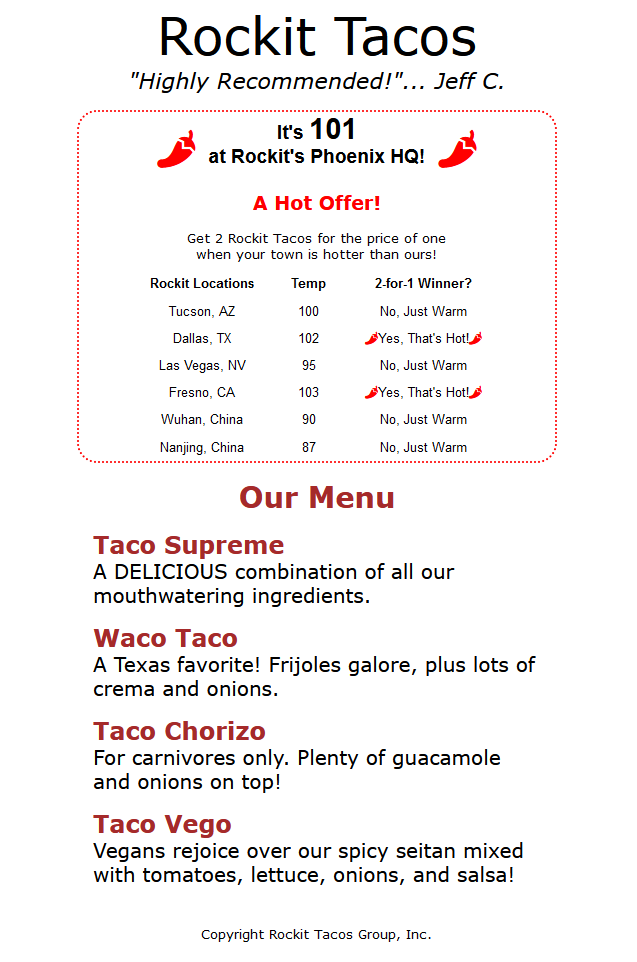 Rockit Tacos
"Highly Recommended!"... Jeff C.
It's 101
at Rockit's Phoenix HQ!
A Hot Offer!
Get 2 Rockit Tacos for the price of one
when your town is hotter than ours!
Rockit Locations Temp 2-for-1 Winner?
Tucson, AZ 100 No, Just Warm
Dallas, TX 102 Yes, That's Hot!
Las Vegas, NV 95 No, Just Warm
Fresno, CA 103 Yes, That's Hot!
Wuhan, China 90 No, Just Warm
Nanjing, China 87 No, Just Warm
Our Menu
Taco Supreme
A DELICIOUS combination of all our
mouthwatering ingredients.
Waco Taco
A Texas favorite! Frijoles galore, plus lots of
crema and onions.
Taco Chorizo
For carnivores only. Plenty of guacamole
and onions on top!
Taco Vego
Vegans rejoice over our spicy seitan mixed
with tomatoes, lettuce, onions, and salsa!
Copyright Rockit Tacos Group, Inc.